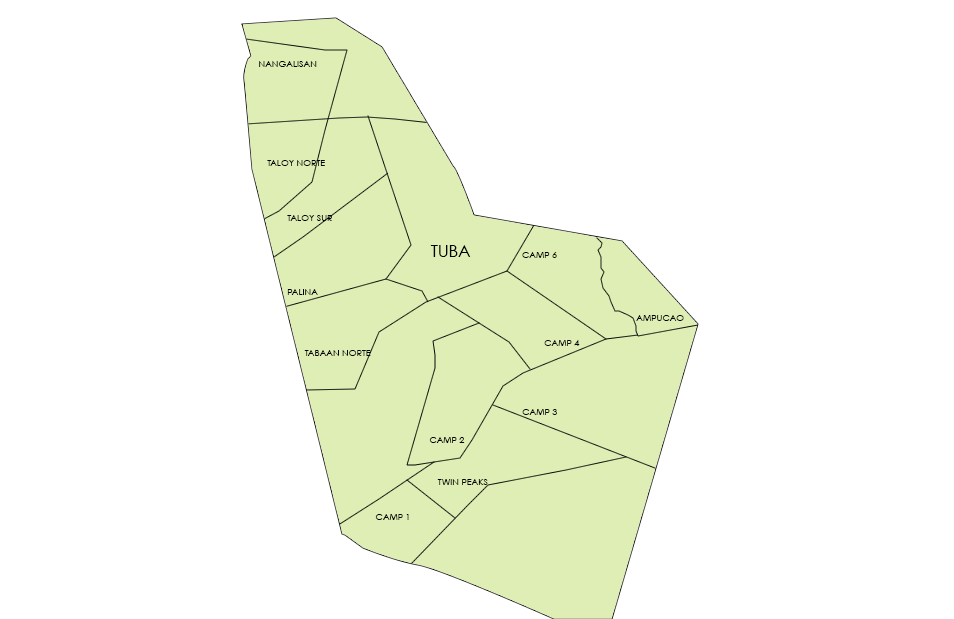 NANGALISAN
TALOY NORTE
TALOY SUR
TUBA
CAMP 6
PALINA
AMPUCAO
CAMP 4
TABAAN NORTE
CAMP 3
CAMP 2
TWIN PEAKS
CAMP 1